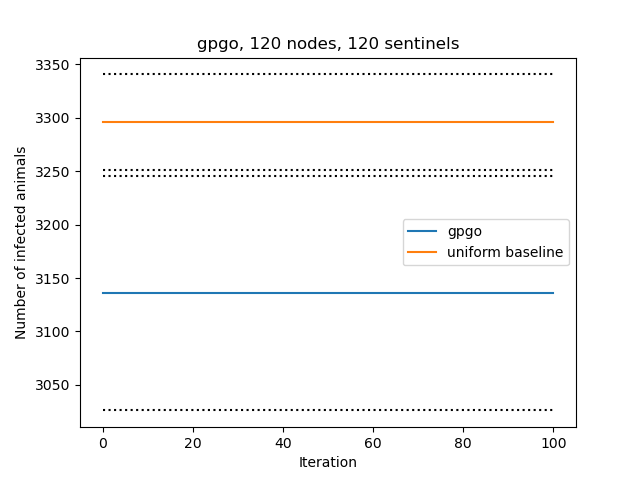 gpgo, 120 nodes, 120 sentinels
Number of infected animals
3350
3300
3250
3200
3150
3100
3050
gpgo
uniform baseline
0 20 40 60 80 100
Iteration